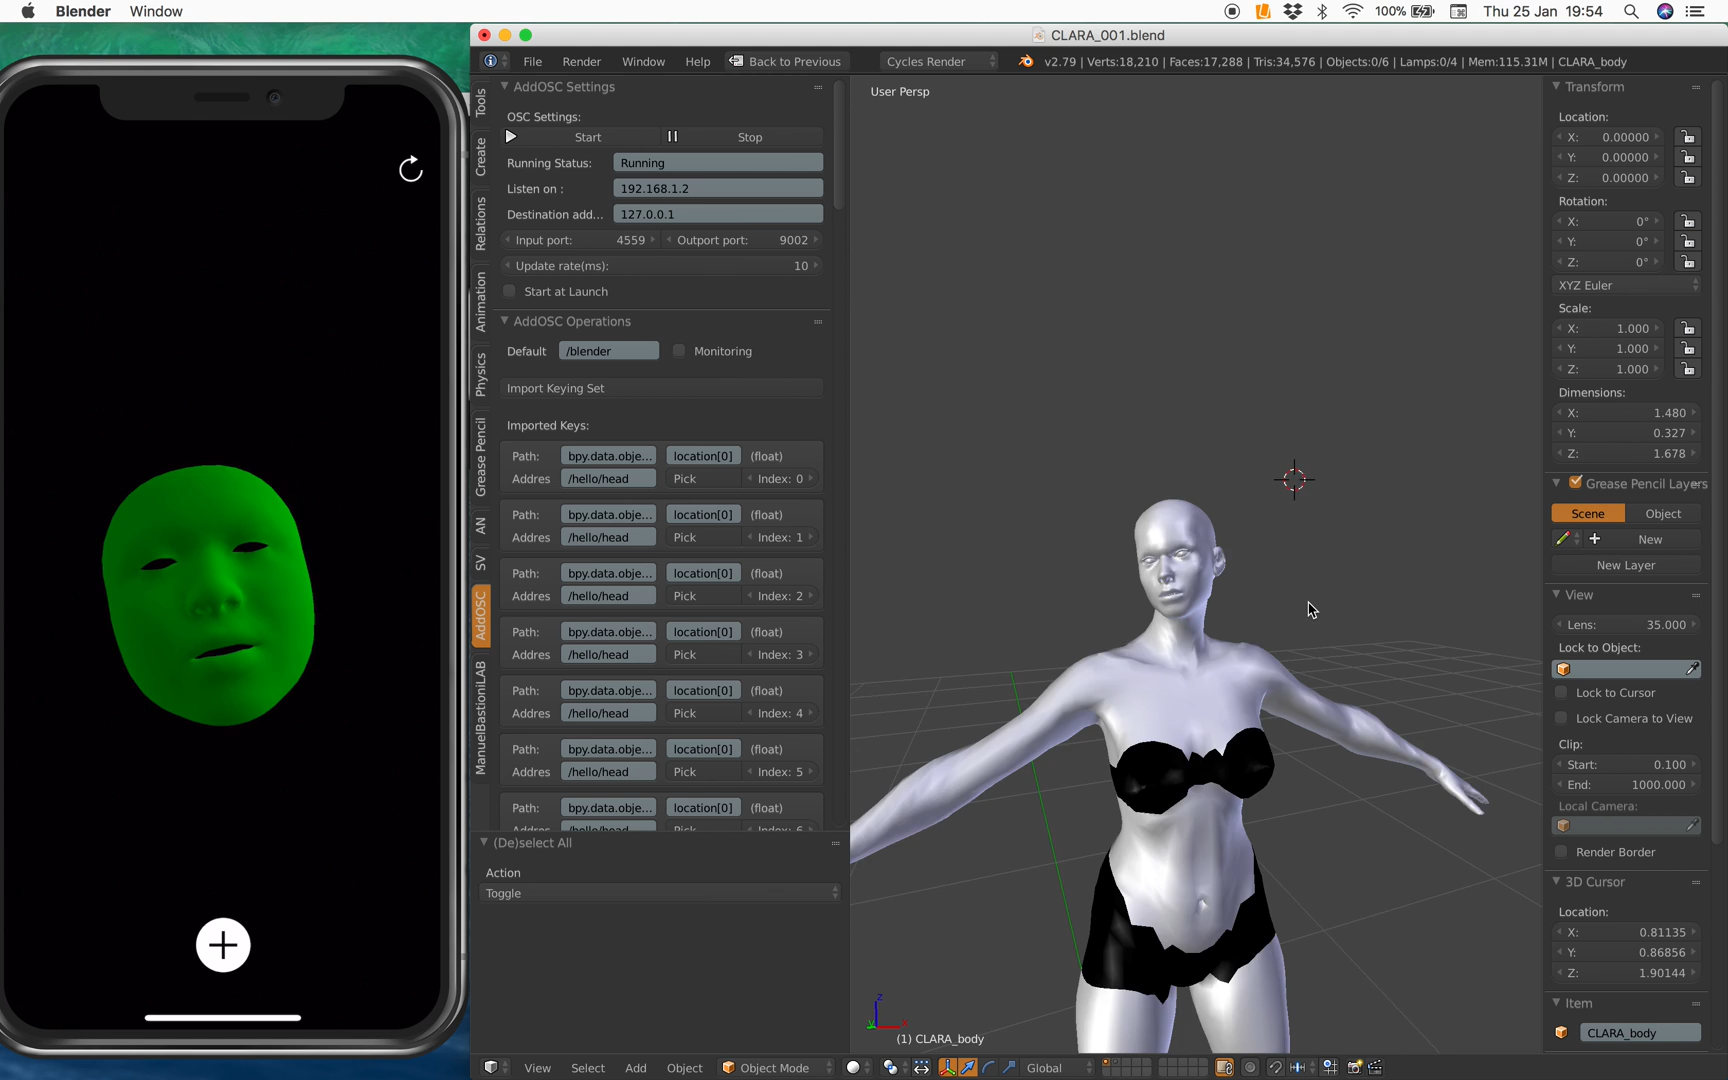 Blender Window 100% Thu 25 Jan 19:54
CLARA_001.blend
File Render Window Help Back to Previous Cycles Render v2.79 | Verts:18,210 | Faces:17,288 | Tris:34,576 | Objects:0/6 | Lamps:0/4 | Mem:115.31M | CLARA_body
Tools
Create
Relations
Animation
Physics
Grease Pencil
AN
SV
AddOSC
ManuelBastioniLAB
AddOSC Settings
OSC Settings:
Start Stop
Running Status: Running
Listen on : 192.168.1.2
Destination add... 127.0.0.1
Input port: 4559 Outport port: 9002
Update rate(ms): 10
Start at Launch
AddOSC Operations
Default /blender Monitoring
Import Keying Set
Imported Keys:
Path: bpy.data.obje... location[0] (float)
Addres /hello/head Pick Index: 0
Path: bpy.data.obje... location[0] (float)
Addres /hello/head Pick Index: 1
Path: bpy.data.obje... location[0] (float)
Addres /hello/head Pick Index: 2
Path: bpy.data.obje... location[0] (float)
Addres /hello/head Pick Index: 3
Path: bpy.data.obje... location[0] (float)
Addres /hello/head Pick Index: 4
Path: bpy.data.obje... location[0] (float)
Addres /hello/head Pick Index: 5
Path: bpy.data.obje... location[0] (float)
(De)select All
Action
Toggle
User Persp
z
x
y
(1) CLARA_body
Transform
Location:
X: 0.00000
Y: 0.00000
Z: 0.00000
Rotation:
X: 0°
Y: 0°
Z: 0°
XYZ Euler
Scale:
X: 1.000
Y: 1.000
Z: 1.000
Dimensions:
X: 1.480
Y: 0.327
Z: 1.678
Grease Pencil Layers
Scene Object
New
New Layer
View
Lens: 35.000
Lock to Object:
Lock to Cursor
Lock Camera to View
Clip:
Start: 0.100
End: 1000.000
Local Camera:
Render Border
3D Cursor
Location:
X: 0.81135
Y: 0.86856
Z: 1.90144
Item
CLARA_body
View Select Add Object Object Mode Global